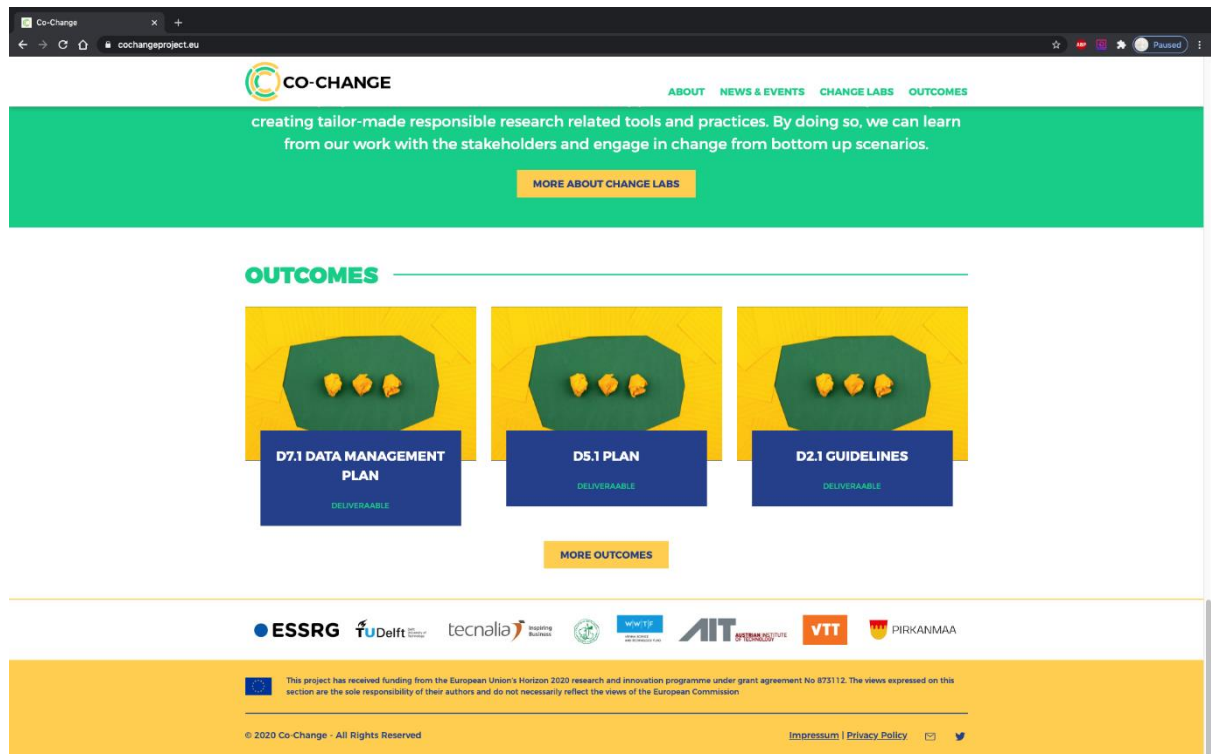 Co-Change
cochangeproject.eu
ABP
Paused
CO-CHANGE
ABOUT NEWS & EVENTS CHANGE LABS OUTCOMES
creating tailor-made responsible research related tools and practices. By doing so, we can learn
from our work with the stakeholders and engage in change from bottom up scenarios.
MORE ABOUT CHANGE LABS
OUTCOMES
D7.1 DATA MANAGEMENT
PLAN
DELIVERAABLE
D5.1 PLAN
DELIVERAABLE
D2.1 GUIDELINES
DELIVERAABLE
MORE OUTCOMES
ESSRG
TUDelft
tecnalia
Inspiring
Business
WWTF
AIT
AUSTRIAN INSTITUTE
OF TECHNOLOGY
VTT
PIRKANMAA
This project has received funding from the European Union's Horizon 2020 research and innovation programme under grant agreement No 873112. The views expressed on this
section are the sole responsibility of their authors and do not necessarily reflect the views of the European Commission
© 2020 Co-Change - All Rights Reserved
Impressum | Privacy Policy